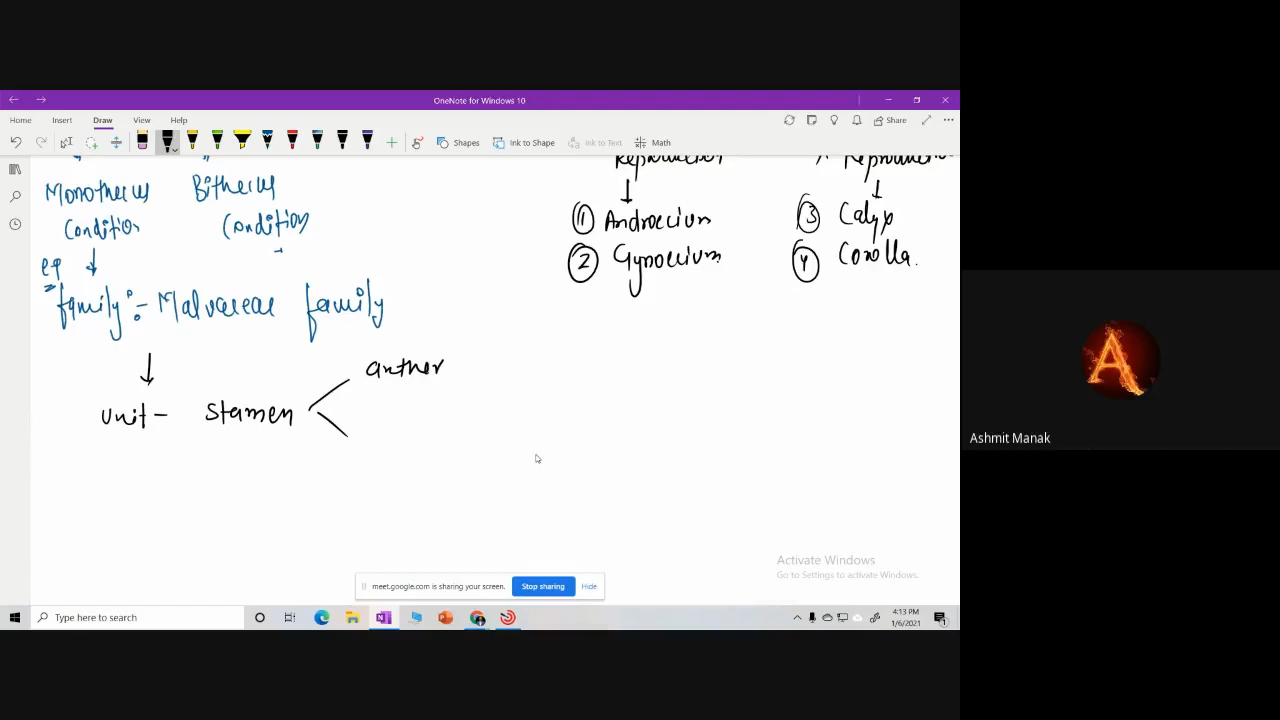 OneNote for Windows 10
Home Insert Draw View Help
Share
Shapes Ink to Shape Ink to Text Math
Monothecus Bithecus
Condition Condition
eg
family :- Malvaceae family
Unit - Stamen
anther
① Androecium
② Gynoecium
③ Calyx
④ Corolla.
Ashmit Manak
Activate Windows
Go to Settings to activate Windows.
meet.google.com is sharing your screen. Stop sharing Hide
Type here to search
4:13 PM
1/6/2021